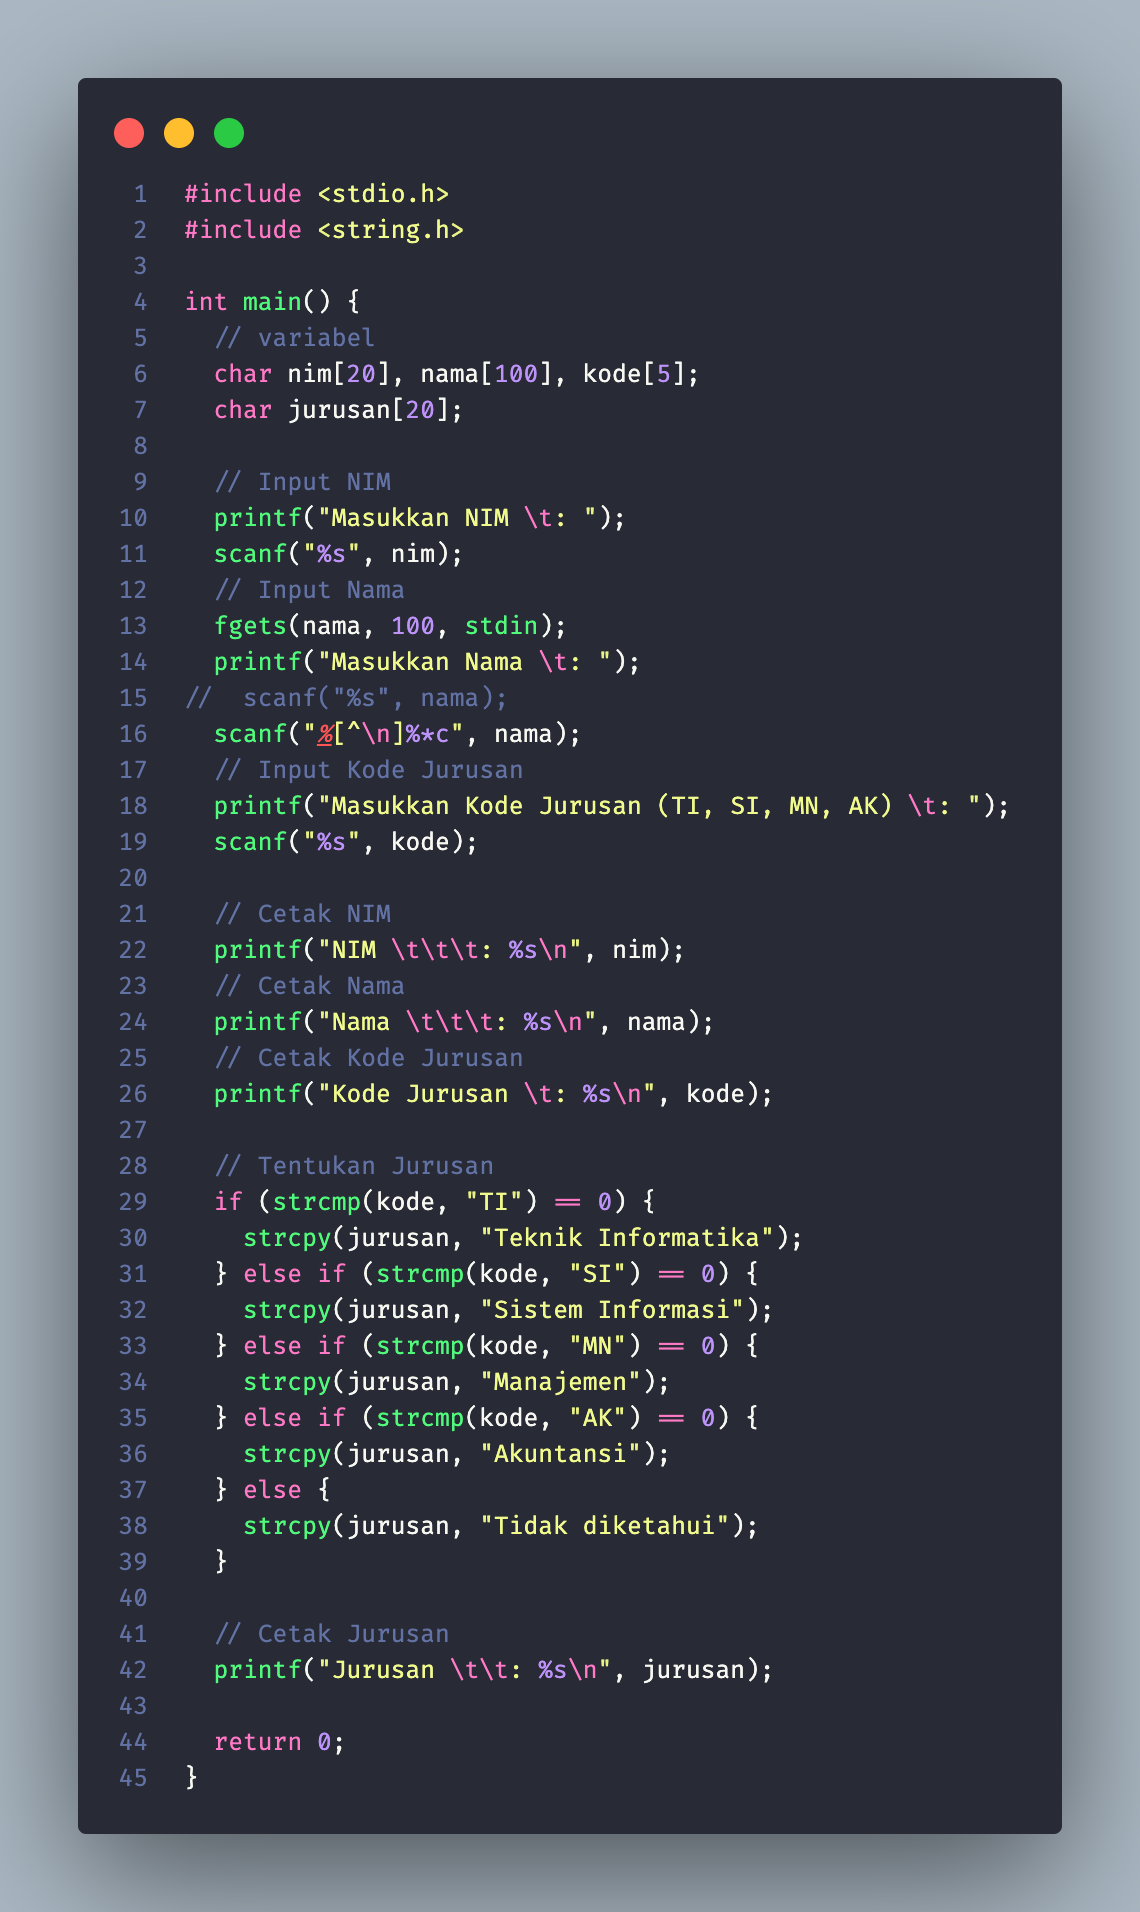 1 #include <stdio.h>
2 #include <string.h>
3
4 int main() {
5   // variabel
6   char nim[20], nama[100], kode[5];
7   char jurusan[20];
8
9   // Input NIM
10   printf("Masukkan NIM \t: ");
11   scanf("%s", nim);
12   // Input Nama
13   fgets(nama, 100, stdin);
14   printf("Masukkan Nama \t: ");
15 //  scanf("%s", nama);
16   scanf("%[^\n]%*c", nama);
17   // Input Kode Jurusan
18   printf("Masukkan Kode Jurusan (TI, SI, MN, AK) \t: ");
19   scanf("%s", kode);
20
21   // Cetak NIM
22   printf("NIM \t\t\t: %s\n", nim);
23   // Cetak Nama
24   printf("Nama \t\t\t: %s\n", nama);
25   // Cetak Kode Jurusan
26   printf("Kode Jurusan \t: %s\n", kode);
27
28   // Tentukan Jurusan
29   if (strcmp(kode, "TI") == 0) {
30     strcpy(jurusan, "Teknik Informatika");
31   } else if (strcmp(kode, "SI") == 0) {
32     strcpy(jurusan, "Sistem Informasi");
33   } else if (strcmp(kode, "MN") == 0) {
34     strcpy(jurusan, "Manajemen");
35   } else if (strcmp(kode, "AK") == 0) {
36     strcpy(jurusan, "Akuntansi");
37   } else {
38     strcpy(jurusan, "Tidak diketahui");
39   }
40
41   // Cetak Jurusan
42   printf("Jurusan \t\t: %s\n", jurusan);
43
44   return 0;
45 }